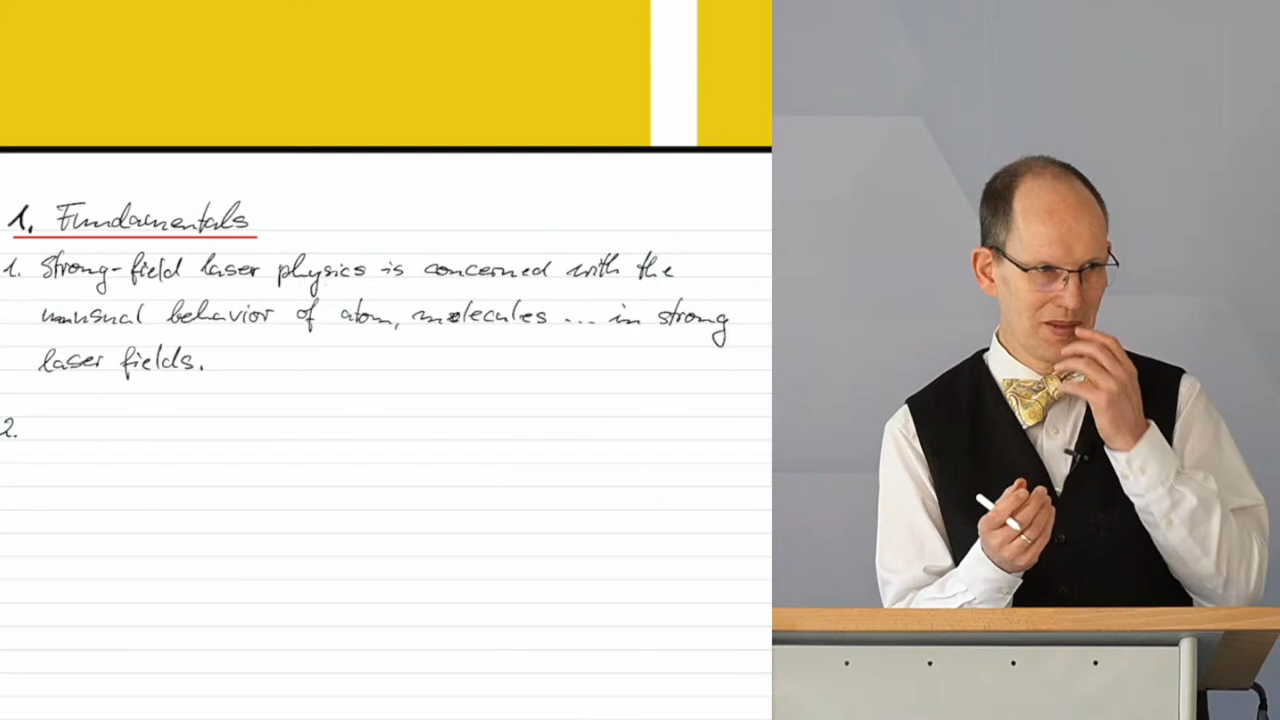 1. Fundamentals
1. Strong-field laser physics is concerned with the
unusual behavior of atom, molecules ... in strong
laser fields.
2.